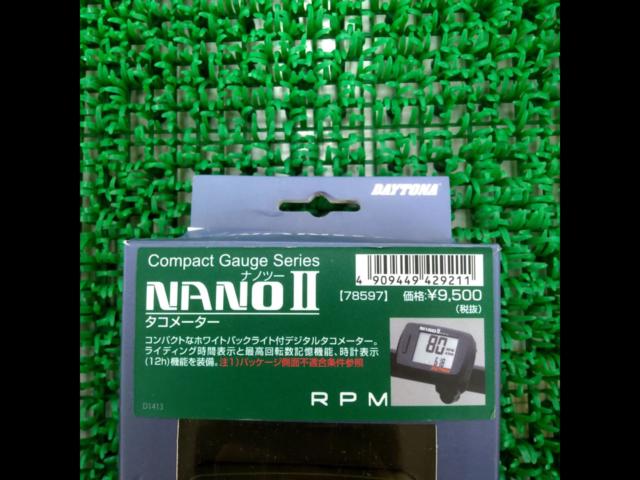 DAYTONA
Compact Gauge Series
ナノツー
NANO II
タコメーター
4 909449 429211
【78597】 価格:¥9,500
(税抜)
コンパクトなホワイトバックライト付デジタルタコメーター。
ライディング時間表示と最高回転数記憶機能、時計表示
(12h)機能を装備。注1)パッケージ側面不適合条件参照
RPM
D1413
NANO II
80